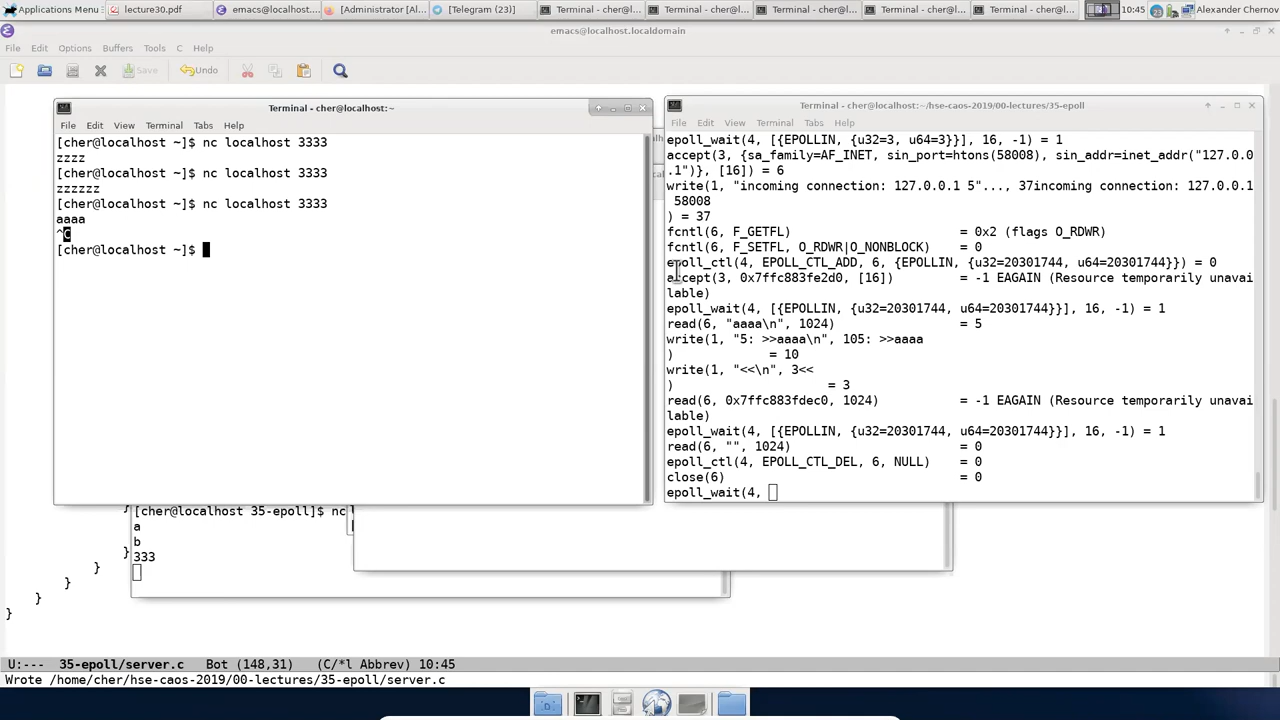 Applications Menu
lecture30.pdf
emacs@localhost....
[Administrator [Al...
[Telegram (23)]
Terminal - cher@l...
Terminal - cher@lo...
Terminal - cher@l...
Terminal - cher@l...
Terminal - cher@lo...
10:45
23
Alexander Chernov
emacs@localhost.localdomain
File Edit Options Buffers Tools C Help
Save Undo
Terminal - cher@localhost:~
File Edit View Terminal Tabs Help
[cher@localhost ~]$ nc localhost 3333
zzzz
[cher@localhost ~]$ nc localhost 3333
zzzzzz
[cher@localhost ~]$ nc localhost 3333
aaaa
^C
[cher@localhost ~]$
Terminal - cher@localhost:~/hse-caos-2019/00-lectures/35-epoll
File Edit View Terminal Tabs Help
epoll_wait(4, [{EPOLLIN, {u32=3, u64=3}}], 16, -1) = 1
accept(3, {sa_family=AF_INET, sin_port=htons(58008), sin_addr=inet_addr("127.0.0
.1")}, [16]) = 6
write(1, "incoming connection: 127.0.0.1 5"..., 37incoming connection: 127.0.0.1
 58008
) = 37
fcntl(6, F_GETFL) = 0x2 (flags O_RDWR)
fcntl(6, F_SETFL, O_RDWR|O_NONBLOCK) = 0
epoll_ctl(4, EPOLL_CTL_ADD, 6, {EPOLLIN, {u32=20301744, u64=20301744}}) = 0
accept(3, 0x7ffc883fe2d0, [16]) = -1 EAGAIN (Resource temporarily unavai
lable)
epoll_wait(4, [{EPOLLIN, {u32=20301744, u64=20301744}}], 16, -1) = 1
read(6, "aaaa\n", 1024) = 5
write(1, "5: >>aaaa\n", 105: >>aaaa
) = 10
write(1, "<<\n", 3<<
) = 3
read(6, 0x7ffc883fdec0, 1024) = -1 EAGAIN (Resource temporarily unavai
lable)
epoll_wait(4, [{EPOLLIN, {u32=20301744, u64=20301744}}], 16, -1) = 1
read(6, "", 1024) = 0
epoll_ctl(4, EPOLL_CTL_DEL, 6, NULL) = 0
close(6) = 0
epoll_wait(4,
[cher@localhost 35-epoll]$ nc
a
b
333
}
}
}
}
}
}
U:--- 35-epoll/server.c Bot (148,31) (C/*l Abbrev) 10:45
Wrote /home/cher/hse-caos-2019/00-lectures/35-epoll/server.c